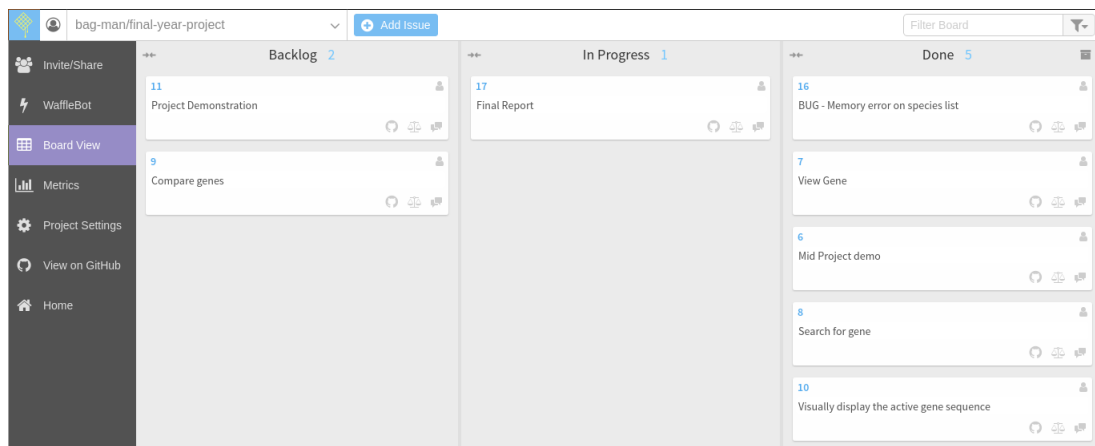 bag-man/final-year-project
Add Issue
Filter Board
Invite/Share
WaffleBot
Board View
Metrics
Project Settings
View on GitHub
Home
Backlog 2
11
Project Demonstration
9
Compare genes
In Progress 1
17
Final Report
Done 5
16
BUG - Memory error on species list
7
View Gene
6
Mid Project demo
8
Search for gene
10
Visually display the active gene sequence